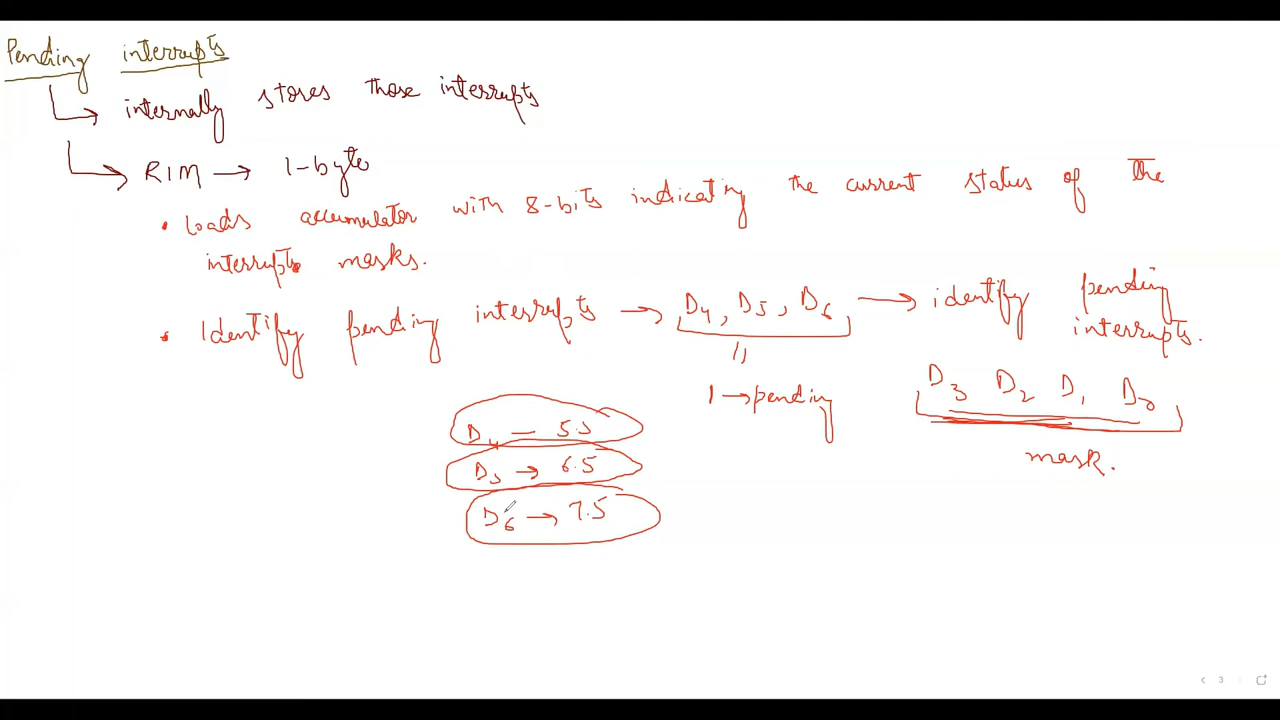 Pending interrupts
↳ internally stores those interrupts
↳ RIM → 1-byte
• Loads accumulator with 8-bits indicating the current status of the
interrupts masks.
• Identify pending interrupts → D4, D5, D6 → identify pending
interrupts.
1 → pending
D3 D2 D1 D0
mask.
D4 — 5.5
D5 → 6.5
D6 → 7.5
3